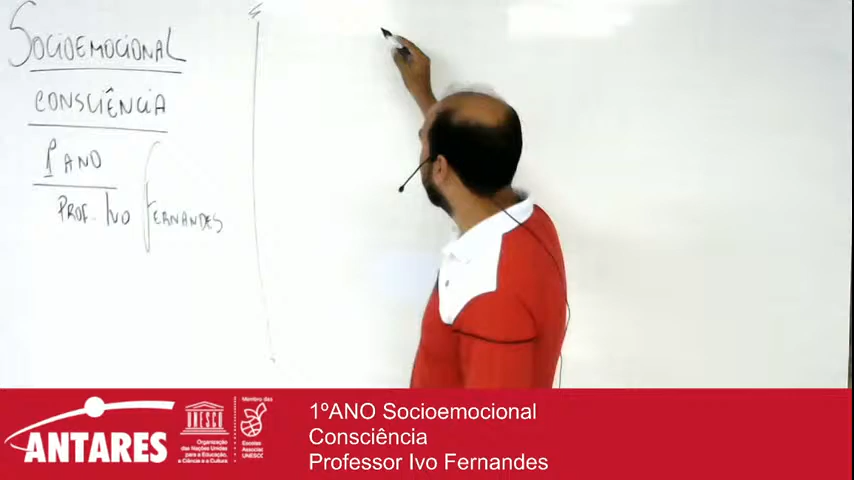 SOCIOEMOCIONAL
CONSCIÊNCIA
1º ANO
PROF. IVO FERNANDES
ANTARES
UNESCO
Organização
das Nações Unidas
para a Educação,
a Ciência e a Cultura
Membro das
Escolas
Associadas
UNESCO
1ºANO Socioemocional
Consciência
Professor Ivo Fernandes